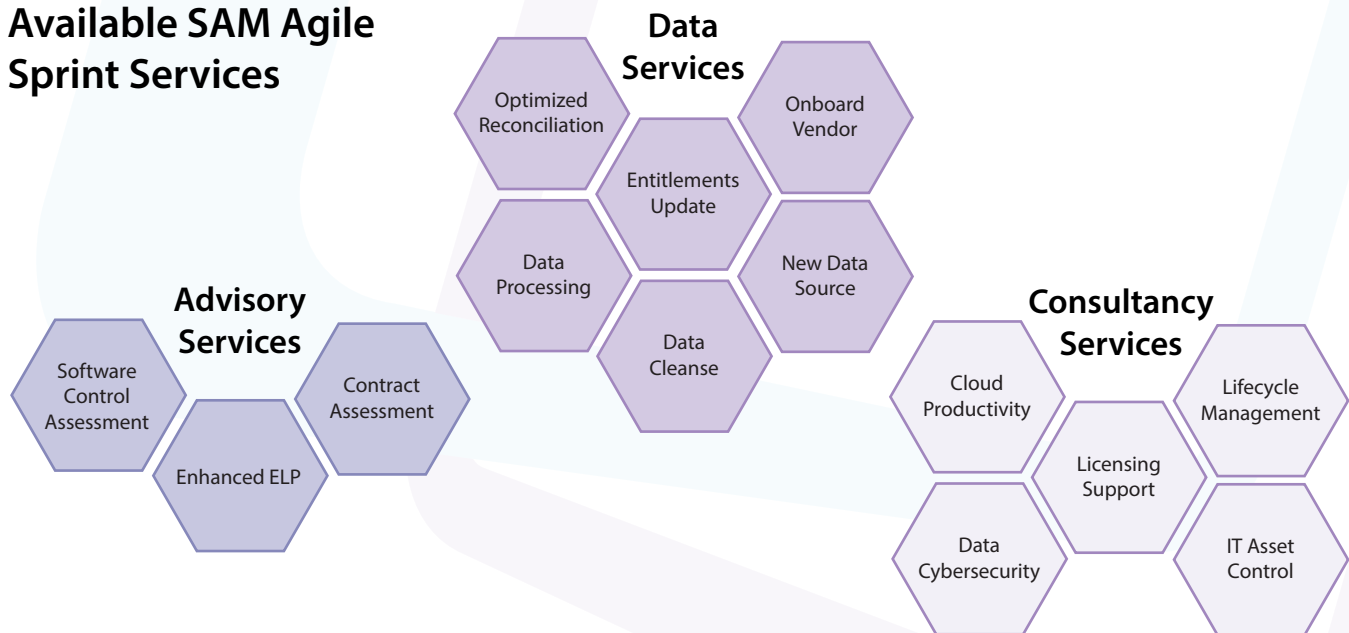 Available SAM Agile
Sprint Services
Data
Services
Optimized
Reconciliation
Onboard
Vendor
Entitlements
Update
Data
Processing
New Data
Source
Data
Cleanse
Advisory
Services
Software
Control
Assessment
Contract
Assessment
Enhanced ELP
Consultancy
Services
Cloud
Productivity
Lifecycle
Management
Licensing
Support
Data
Cybersecurity
IT Asset
Control